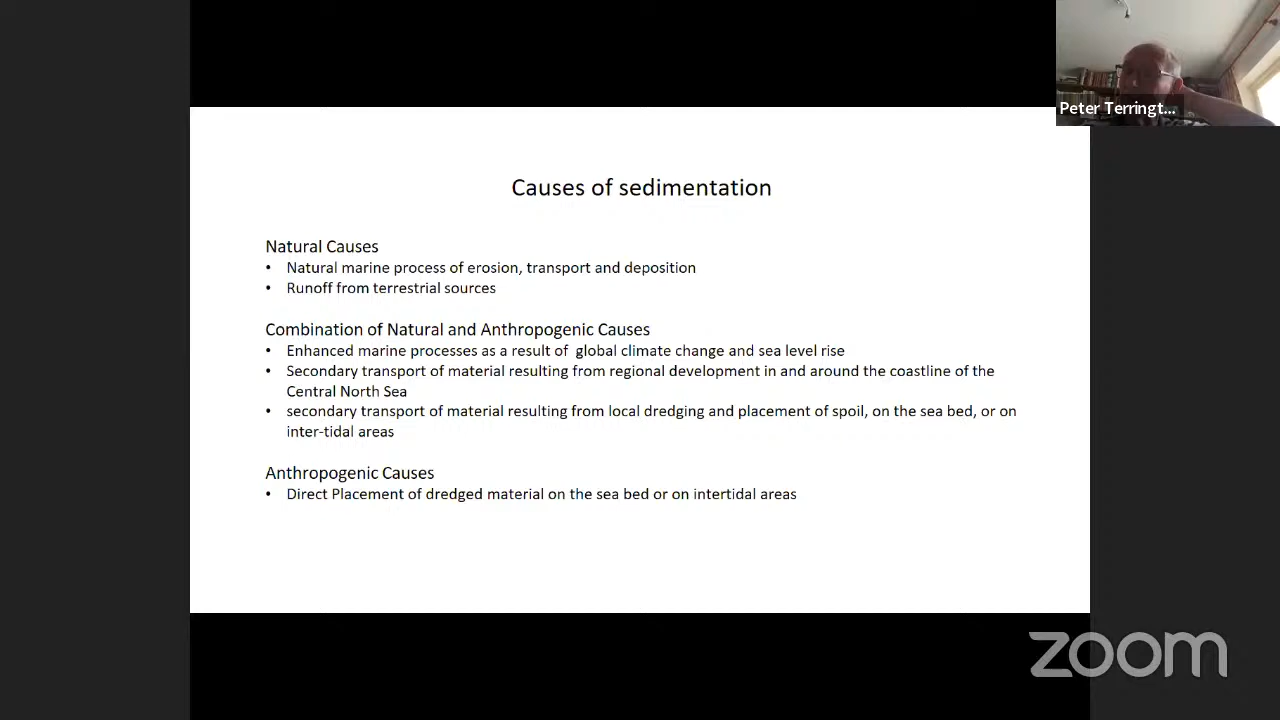 Causes of sedimentation
Natural Causes
• Natural marine process of erosion, transport and deposition
• Runoff from terrestrial sources
Combination of Natural and Anthropogenic Causes
• Enhanced marine processes as a result of global climate change and sea level rise
• Secondary transport of material resulting from regional development in and around the coastline of the
Central North Sea
• secondary transport of material resulting from local dredging and placement of spoil, on the sea bed, or on
inter-tidal areas
Anthropogenic Causes
• Direct Placement of dredged material on the sea bed or on intertidal areas
Peter Terringt...
zoom